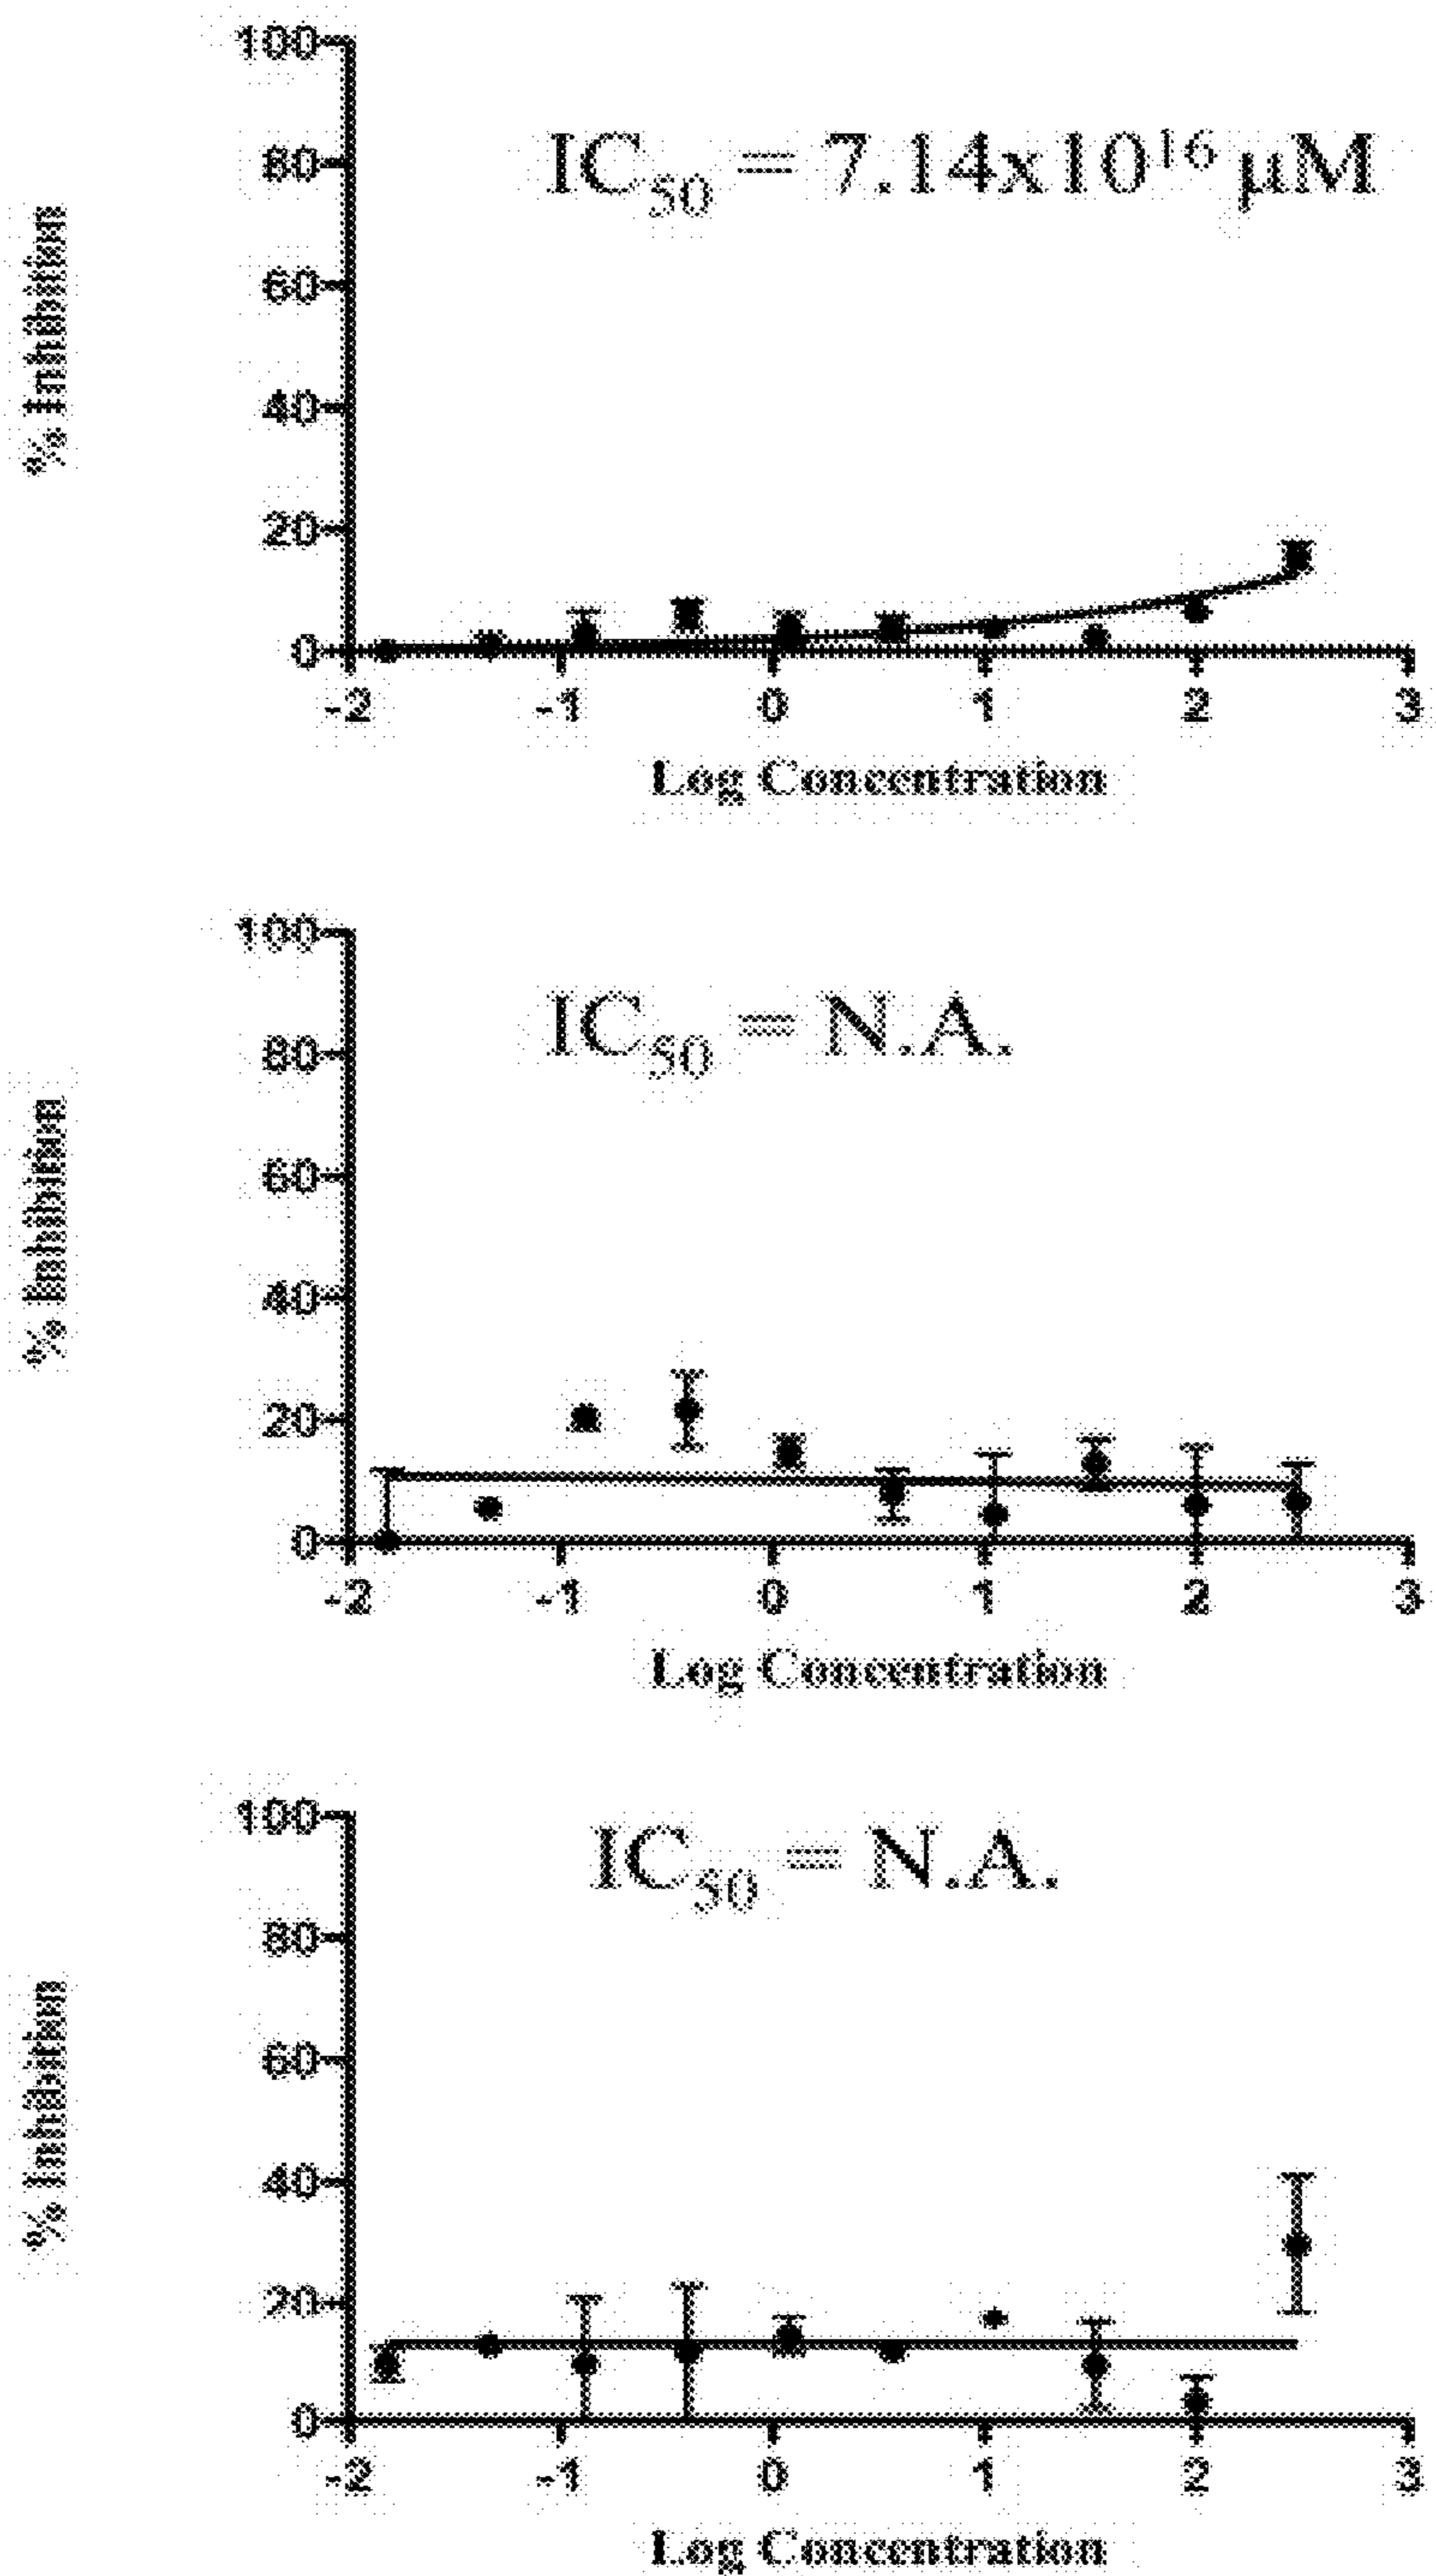 100
IC50 = 7.14x10¹⁶ µM
80
% Inhibition
60
40
20
0
-2 -1 0 1 2 3
Log Concentration
100
IC50 = N.A.
80
% Inhibition
60
40
20
0
-2 -1 0 1 2 3
Log Concentration
100
IC50 = N.A.
80
% Inhibition
60
40
20
0
-2 -1 0 1 2 3
Log Concentration